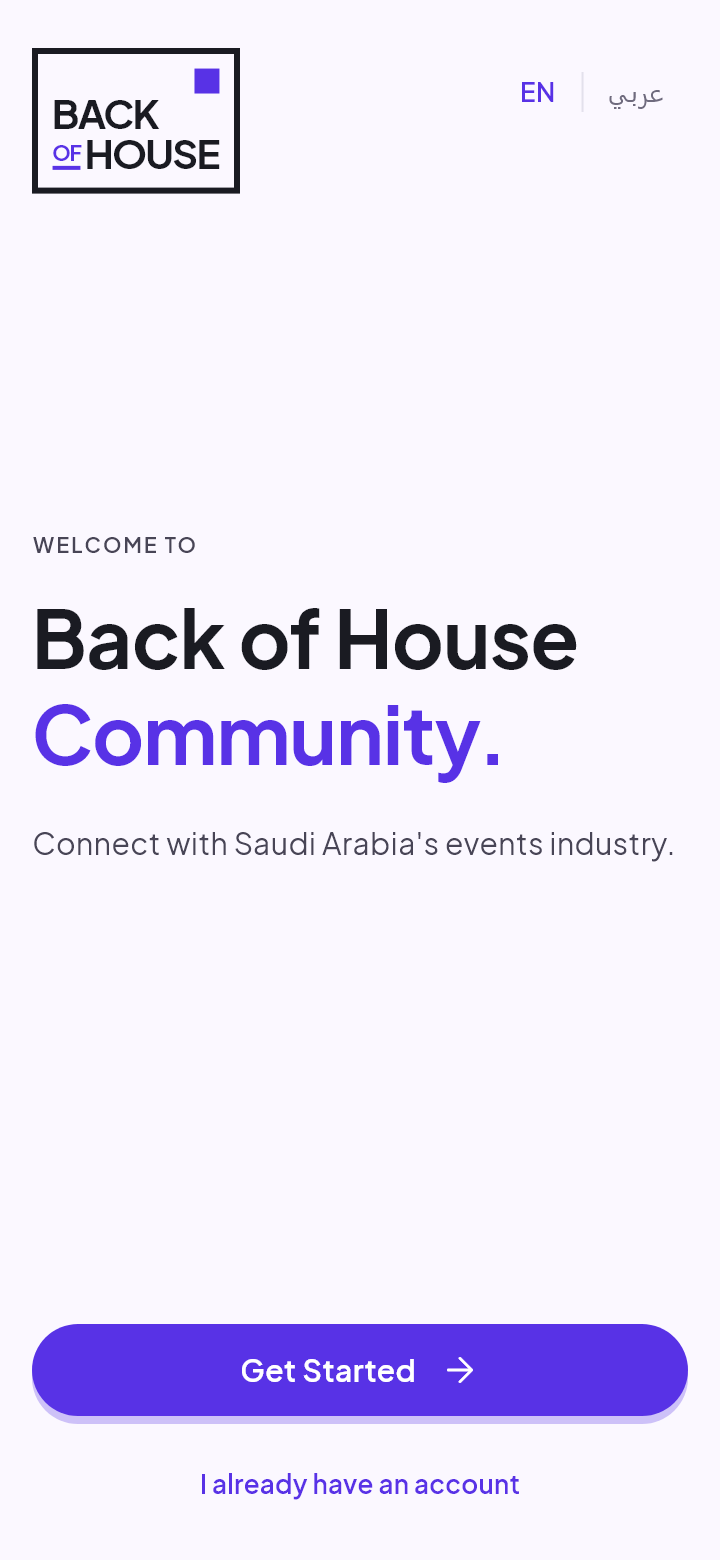 BACK
OF HOUSE
EN
عربي
WELCOME TO
Back of House
Community.
Connect with Saudi Arabia's events industry.
Get Started
I already have an account